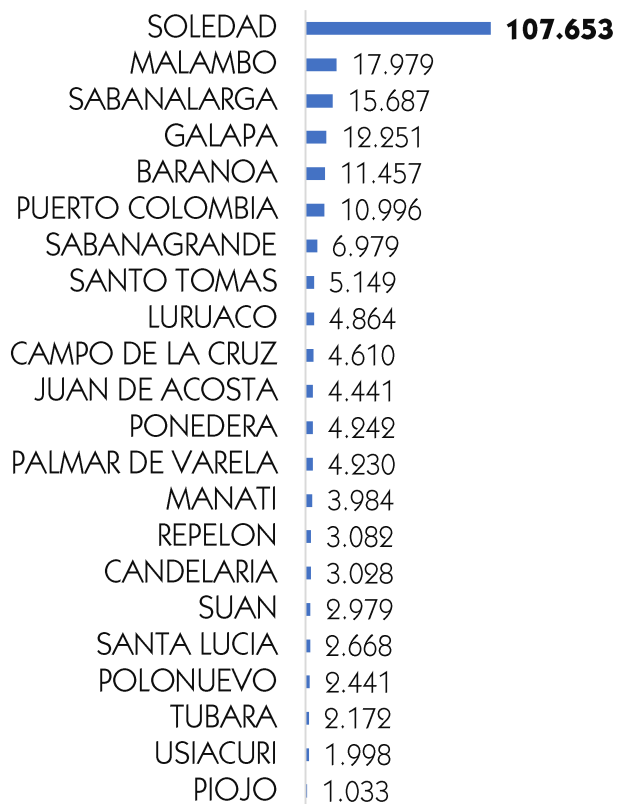 SOLEDAD 107.653
MALAMBO 17.979
SABANALARGA 15.687
GALAPA 12.251
BARANOA 11.457
PUERTO COLOMBIA 10.996
SABANAGRANDE 6.979
SANTO TOMAS 5.149
LURUACO 4.864
CAMPO DE LA CRUZ 4.610
JUAN DE ACOSTA 4.441
PONEDERA 4.242
PALMAR DE VARELA 4.230
MANATI 3.984
REPELON 3.082
CANDELARIA 3.028
SUAN 2.979
SANTA LUCIA 2.668
POLONUEVO 2.441
TUBARA 2.172
USIACURI 1.998
PIOJO 1.033